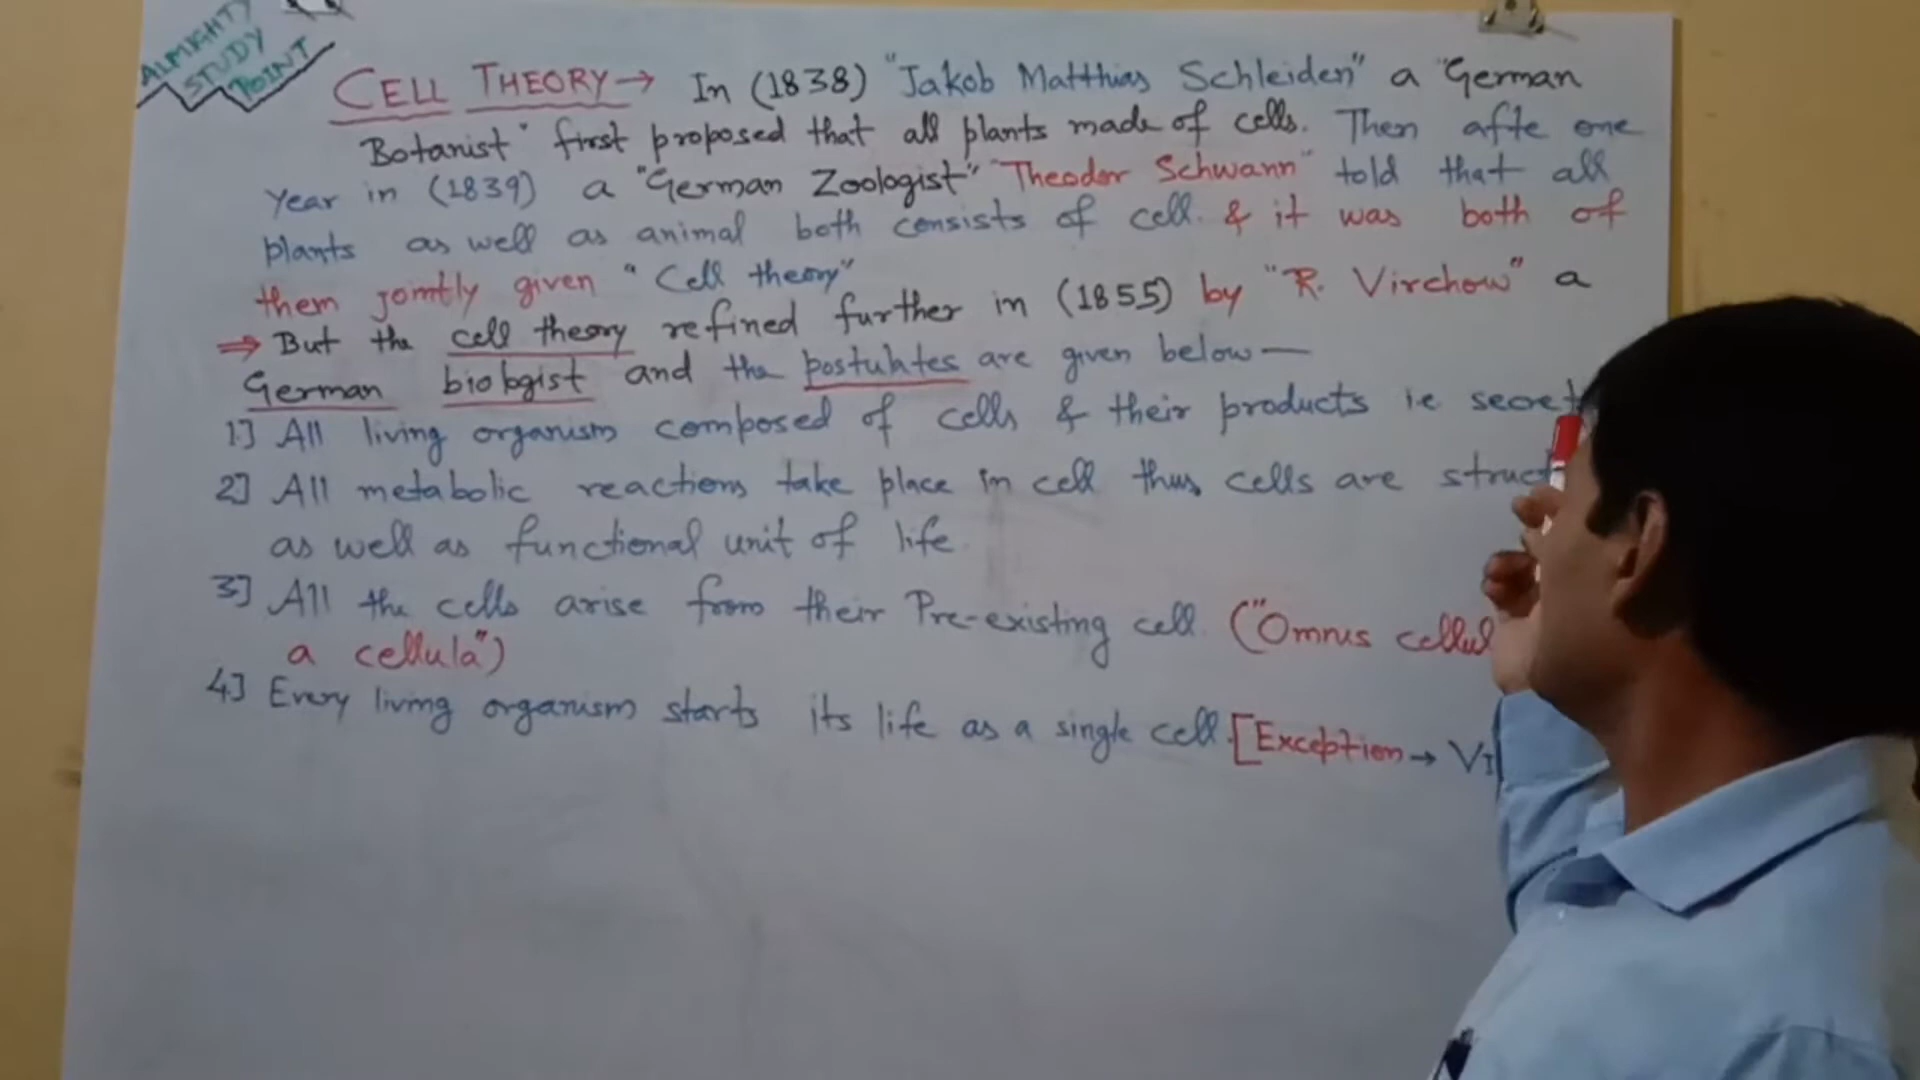 ALMIGHTY
STUDY
POINT
CELL THEORY → In (1838) "Jakob Matthias Schleiden" a "German
Botanist" first proposed that all plants made of cells. Then afte one
year in (1839) a "German Zoologist" "Theodor Schwann" told that all
plants as well as animal both consists of cell. & it was both of
them jointly given "Cell theory"
⇒ But the cell theory refined further in (1855) by "R. Virchow" a
German biologist and the postulates are given below—
1] All living organism composed of cells & their products ie secret
2] All metabolic reactions take place in cell thus cells are struct
as well as functional unit of life.
3] All the cells arise from their Pre-existing cell. ("Omnis cellul
a cellula")
4] Every living organism starts its life as a single cell. [Exception → Vi